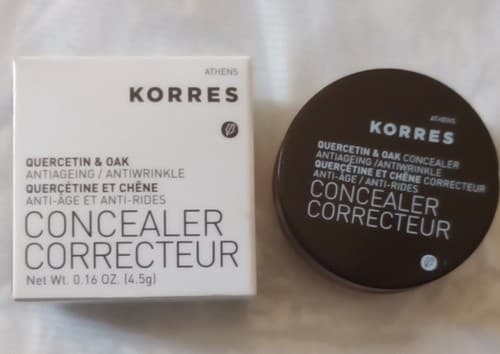 ATHENS
KORRES
QUERCETIN & OAK
ANTIAGEING / ANTIWRINKLE
QUERÇÉTINE ET CHÊNE
ANTI-ÂGE ET ANTI-RIDES
CONCEALER
CORRECTEUR
Net Wt. 0.16 OZ. (4.5g)
ATHENS
KORRES
QUERCETIN & OAK CONCEALER
ANTIAGEING / ANTIWRINKLE
QUERÇÉTINE ET CHÊNE CORRECTEUR
ANTI-ÂGE / ANTI-RIDES
CONCEALER
CORRECTEUR